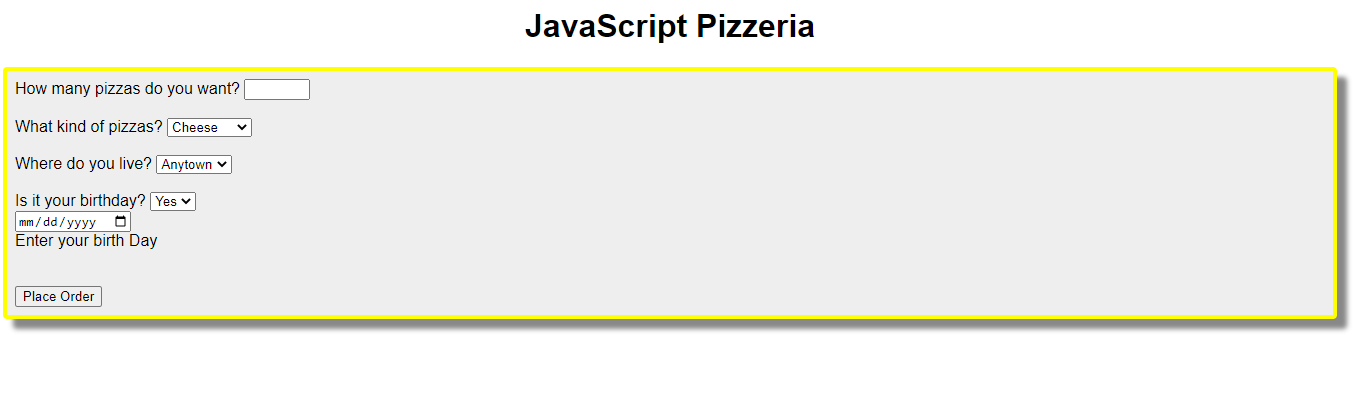 JavaScript Pizzeria
How many pizzas do you want?
What kind of pizzas? Cheese
Where do you live? Anytown
Is it your birthday? Yes
mm/dd/yyyy
Enter your birth Day
Place Order